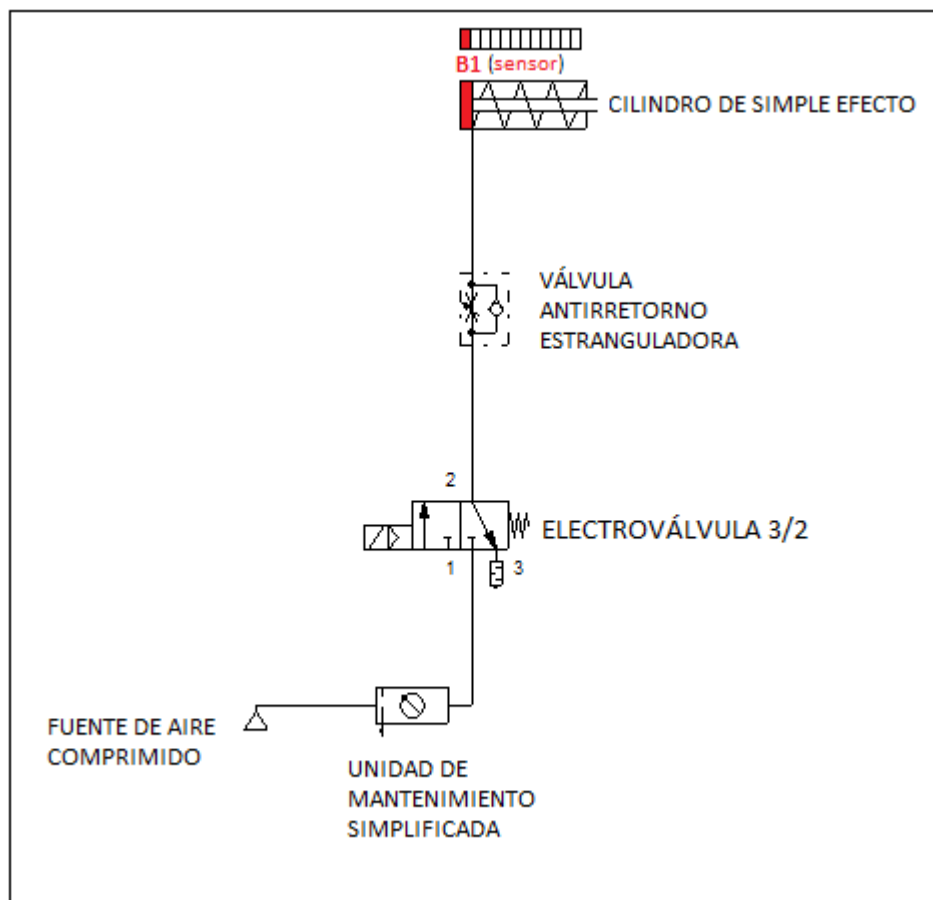 B1 (sensor)
CILINDRO DE SIMPLE EFECTO
VÁLVULA
ANTIRRETORNO
ESTRANGULADORA
2
ELECTROVÁLVULA 3/2
1
3
FUENTE DE AIRE
COMPRIMIDO
UNIDAD DE
MANTENIMIENTO
SIMPLIFICADA